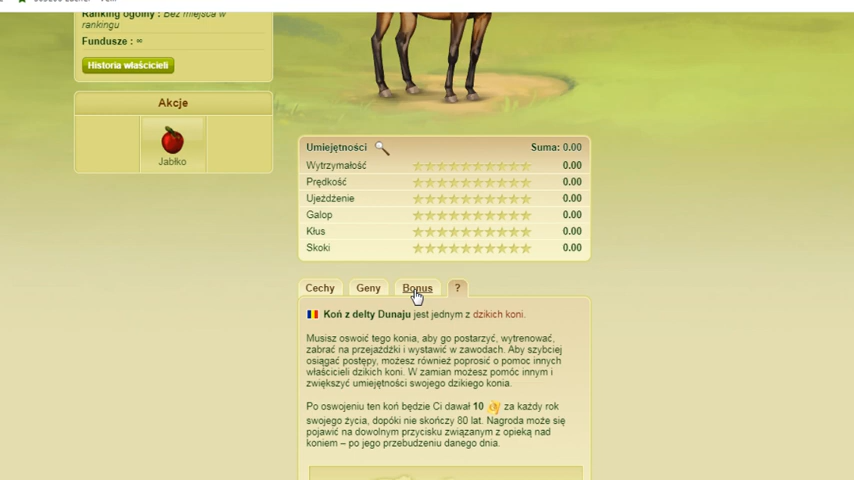 Ranking ogólny : Bez miejsca w
rankingu
Fundusze : ∞
Historia właścicieli
Akcje
Jabłko
Umiejętności Suma: 0.00
Wytrzymałość 0.00
Prędkość 0.00
Ujeżdżenie 0.00
Galop 0.00
Kłus 0.00
Skoki 0.00
Cechy Geny Bonus ?
Koń z delty Dunaju jest jednym z dzikich koni.
Musisz oswoić tego konia, aby go postarzyć, wytrenować,
zabrać na przejażdżki i wystawić w zawodach. Aby szybciej
osiągać postępy, możesz również poprosić o pomoc innych
właścicieli dzikich koni. W zamian możesz pomóc innym i
zwiększyć umiejętności swojego dzikiego konia.
Po oswojeniu ten koń będzie Ci dawał 10 za każdy rok
swojego życia, dopóki nie skończy 80 lat. Nagroda może się
pojawić na dowolnym przycisku związanym z opieką nad
koniem – po jego przebudzeniu danego dnia.